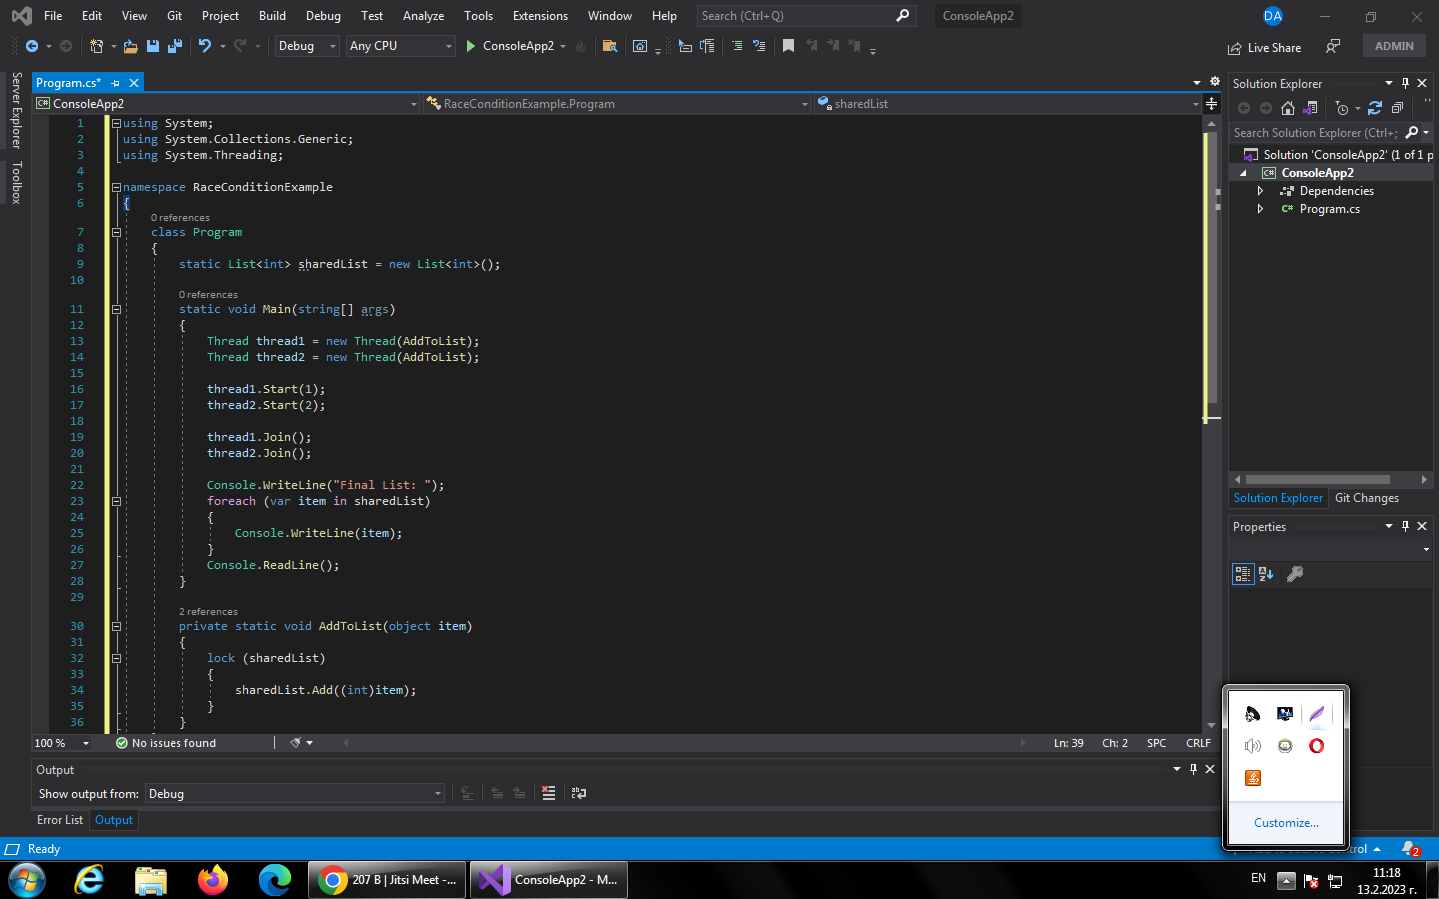 File Edit View Git Project Build Debug Test Analyze Tools Extensions Window Help Search (Ctrl+Q) ConsoleApp2 DA
Debug Any CPU ConsoleApp2 Live Share ADMIN
Server Explorer
Toolbox
Program.cs*
ConsoleApp2 RaceConditionExample.Program sharedList
1 using System;
2 using System.Collections.Generic;
3 using System.Threading;
4
5 namespace RaceConditionExample
6 {
0 references
7 class Program
8 {
9 static List<int> sharedList = new List<int>();
10
0 references
11 static void Main(string[] args)
12 {
13 Thread thread1 = new Thread(AddToList);
14 Thread thread2 = new Thread(AddToList);
15
16 thread1.Start(1);
17 thread2.Start(2);
18
19 thread1.Join();
20 thread2.Join();
21
22 Console.WriteLine("Final List: ");
23 foreach (var item in sharedList)
24 {
25 Console.WriteLine(item);
26 }
27 Console.ReadLine();
28 }
29
2 references
30 private static void AddToList(object item)
31 {
32 lock (sharedList)
33 {
34 sharedList.Add((int)item);
35 }
36 }
100 % No issues found Ln: 39 Ch: 2 SPC CRLF
Output
Show output from: Debug
Error List Output
Solution Explorer
Search Solution Explorer (Ctrl+;
Solution 'ConsoleApp2' (1 of 1 p
C# ConsoleApp2
Dependencies
C# Program.cs
Solution Explorer Git Changes
Properties
Customize...
Ready
2
207 B | Jitsi Meet -... ConsoleApp2 - M...
EN 11:18
13.2.2023 г.